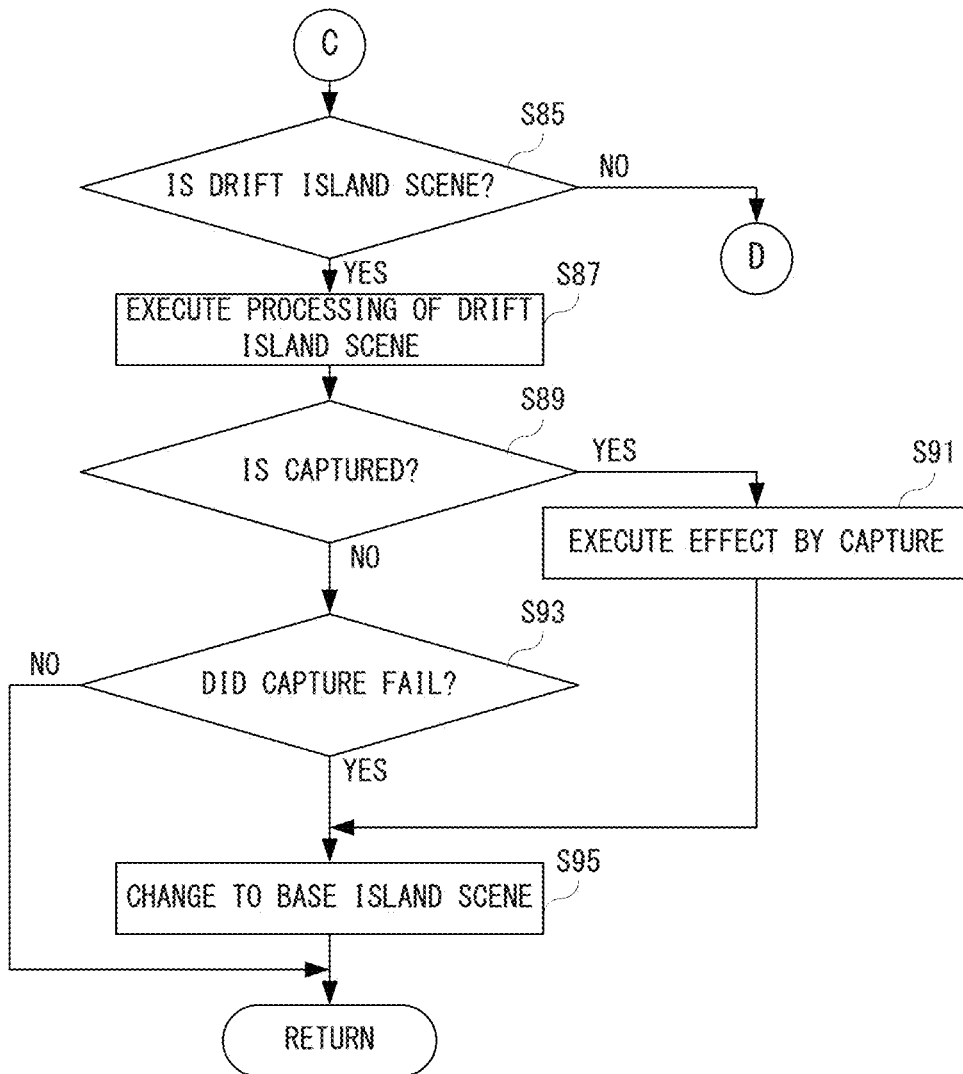 C
S85
IS DRIFT ISLAND SCENE?
NO
D
YES
S87
EXECUTE PROCESSING OF DRIFT
ISLAND SCENE
S89
IS CAPTURED?
YES
S91
EXECUTE EFFECT BY CAPTURE
NO
S93
NO
DID CAPTURE FAIL?
YES
S95
CHANGE TO BASE ISLAND SCENE
RETURN